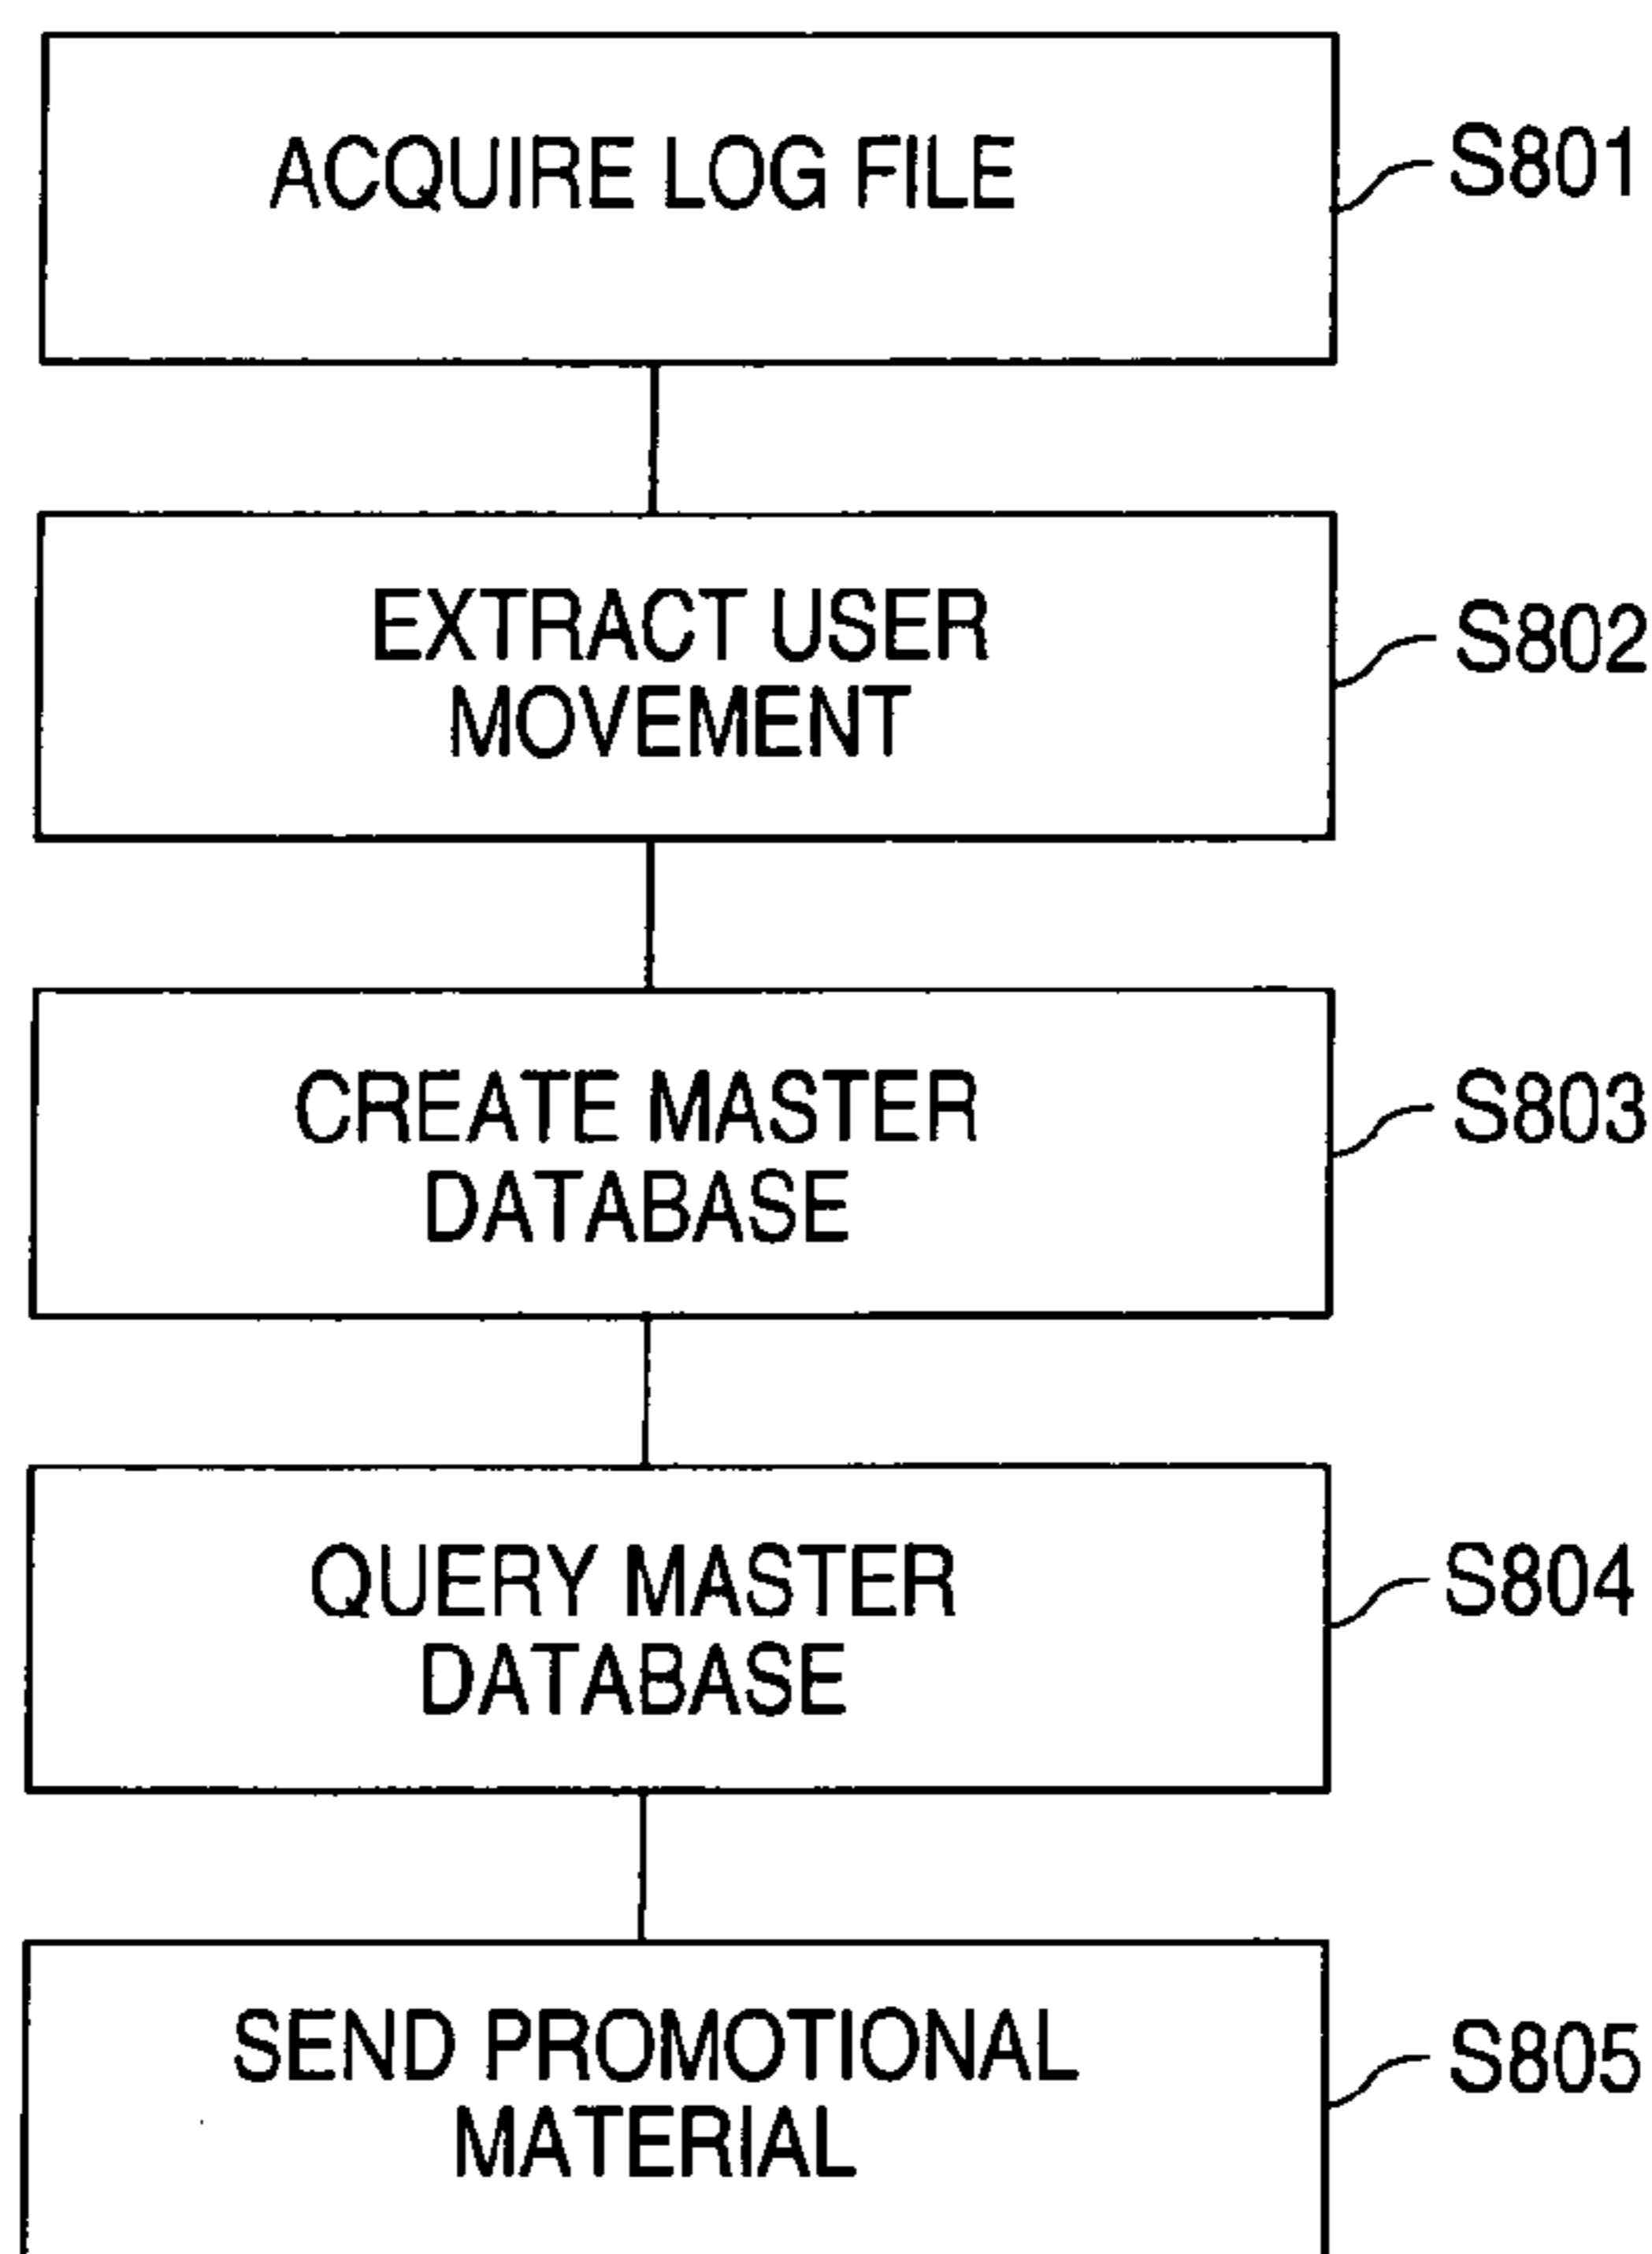 ACQUIRE LOG FILE
S801
EXTRACT USER
MOVEMENT
S802
CREATE MASTER
DATABASE
S803
QUERY MASTER
DATABASE
S804
SEND PROMOTIONAL
MATERIAL
S805